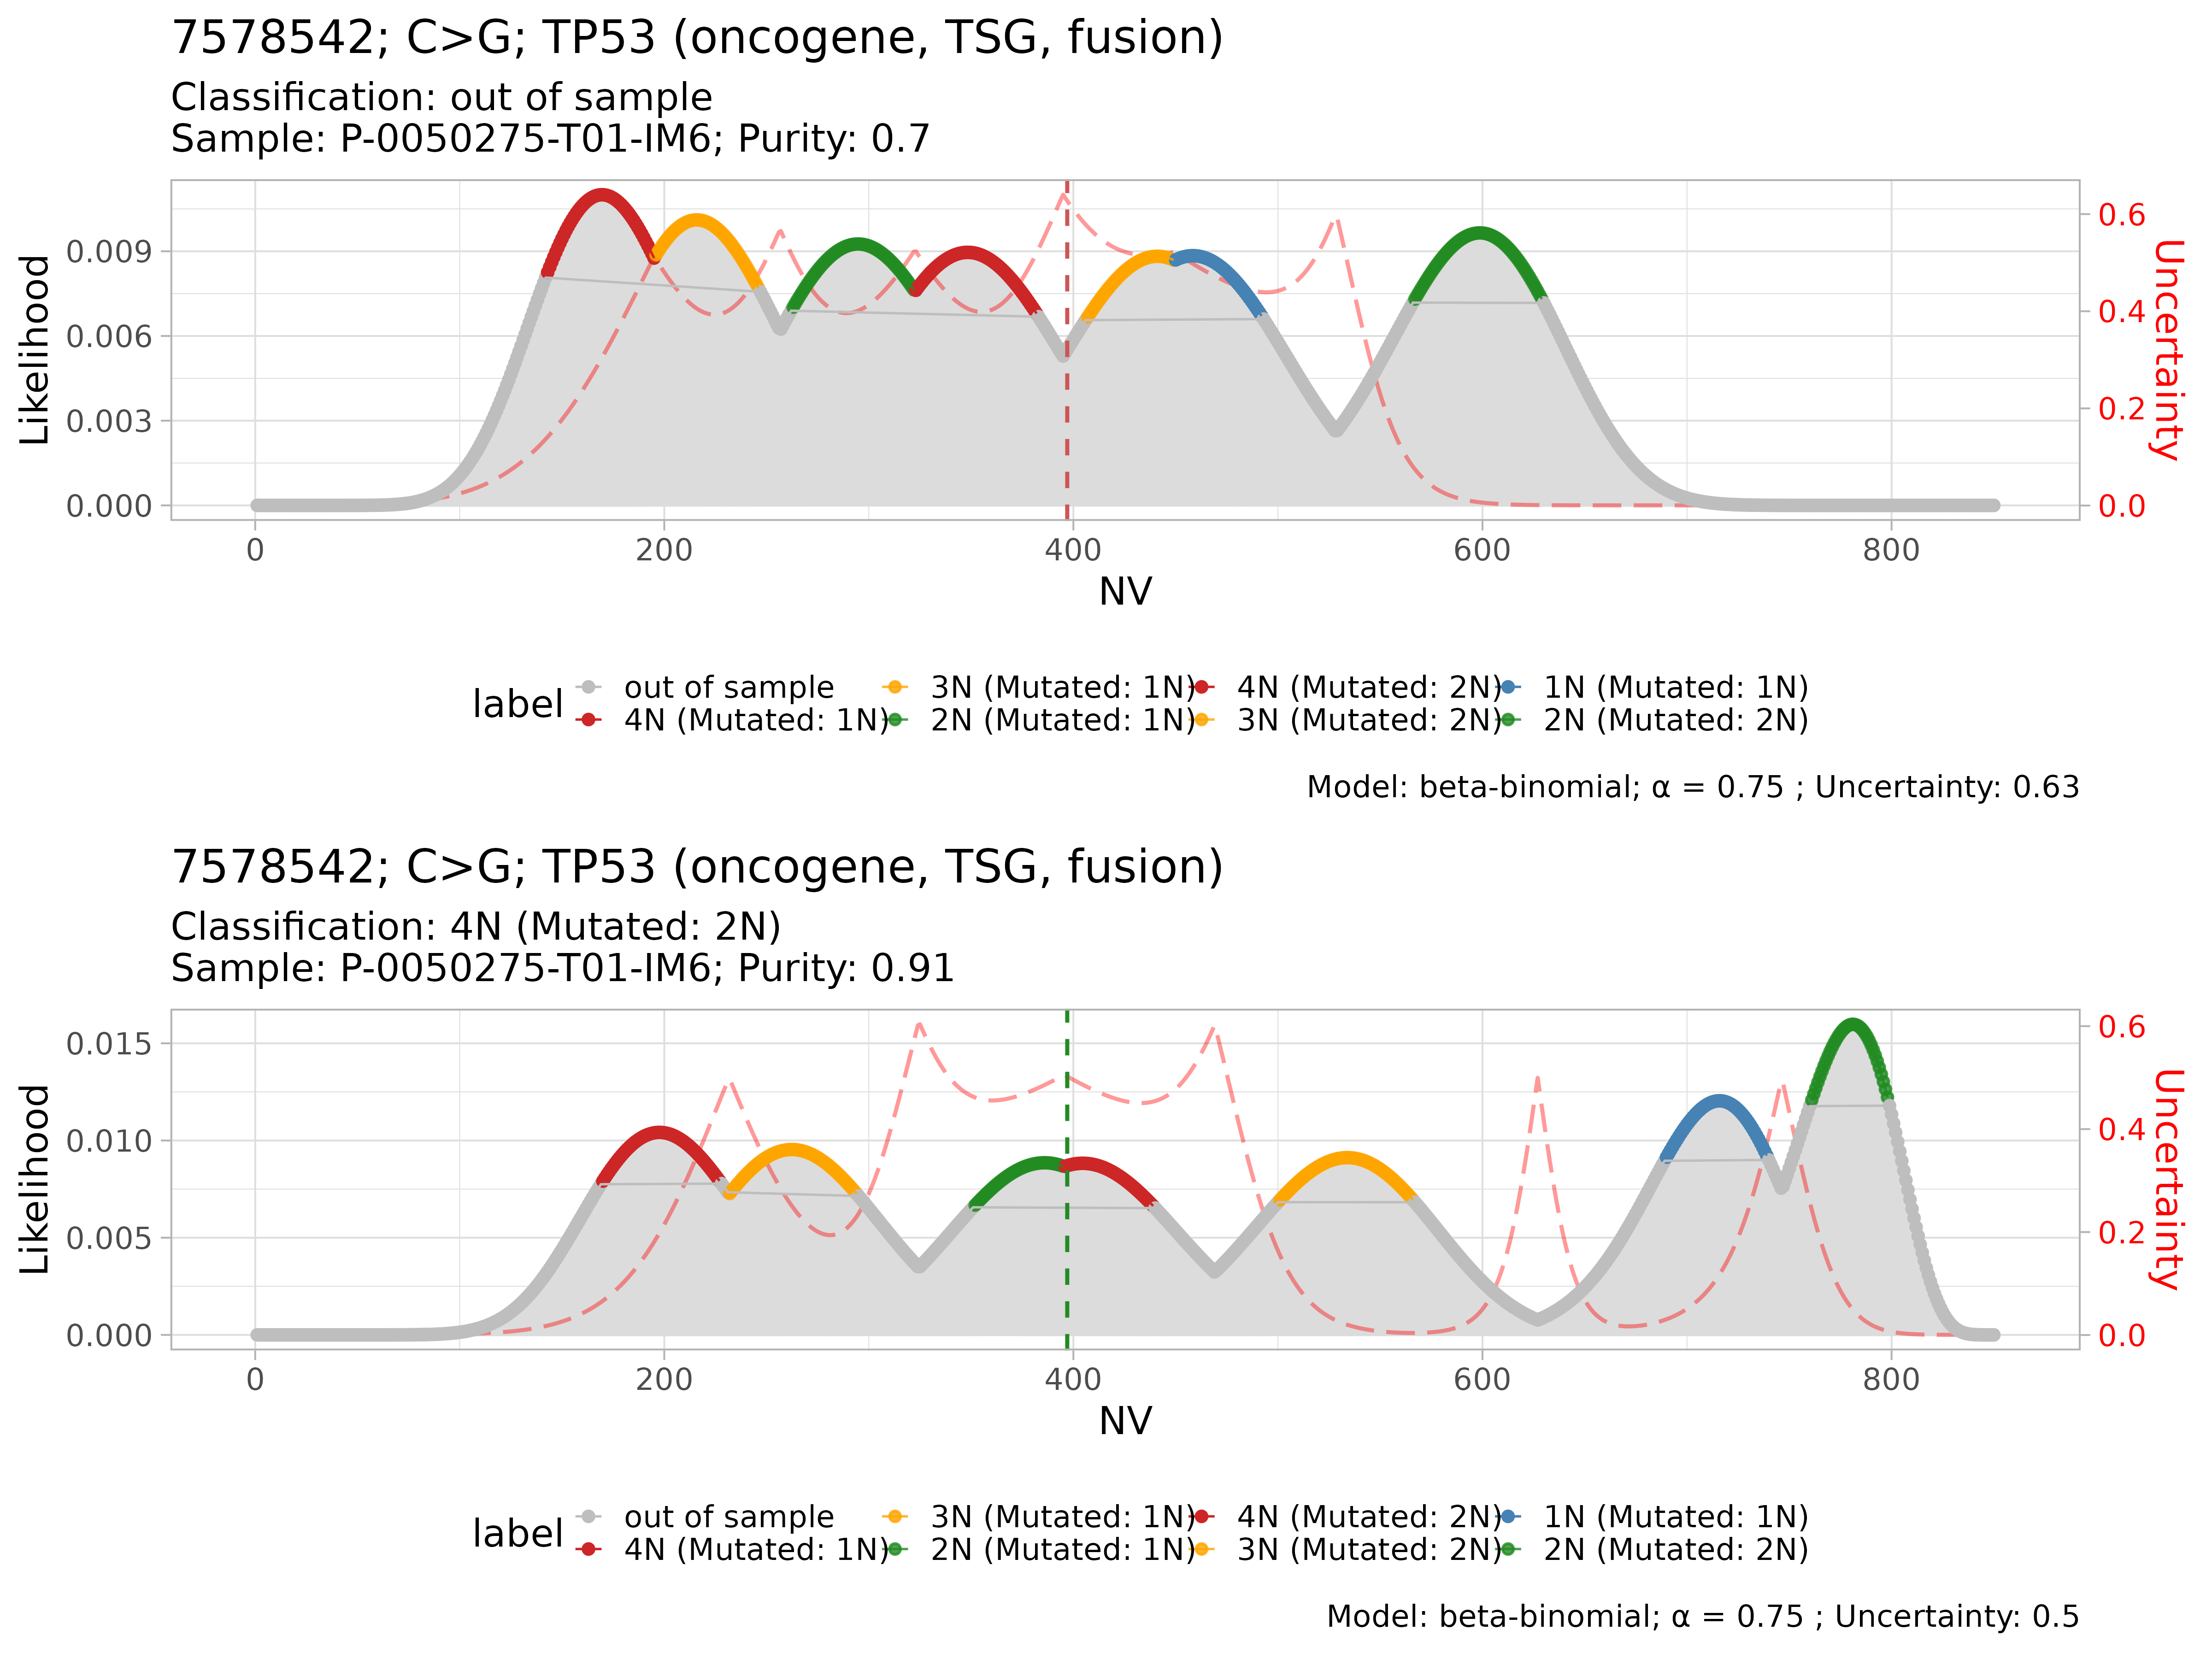 7578542; C>G; TP53 (oncogene, TSG, fusion)
Classification: out of sample
Sample: P-0050275-T01-IM6; Purity: 0.7
Likelihood
0.009
0.006
0.003
0.000
0.6
0.4
0.2
0.0
Uncertainty
0 200 400 600 800
NV
label
out of sample 3N (Mutated: 1N) 4N (Mutated: 2N) 1N (Mutated: 1N)
4N (Mutated: 1N) 2N (Mutated: 1N) 3N (Mutated: 2N) 2N (Mutated: 2N)
Model: beta-binomial; α = 0.75 ; Uncertainty: 0.63
7578542; C>G; TP53 (oncogene, TSG, fusion)
Classification: 4N (Mutated: 2N)
Sample: P-0050275-T01-IM6; Purity: 0.91
Likelihood
0.015
0.010
0.005
0.000
0.6
0.4
0.2
0.0
Uncertainty
0 200 400 600 800
NV
label
out of sample 3N (Mutated: 1N) 4N (Mutated: 2N) 1N (Mutated: 1N)
4N (Mutated: 1N) 2N (Mutated: 1N) 3N (Mutated: 2N) 2N (Mutated: 2N)
Model: beta-binomial; α = 0.75 ; Uncertainty: 0.5